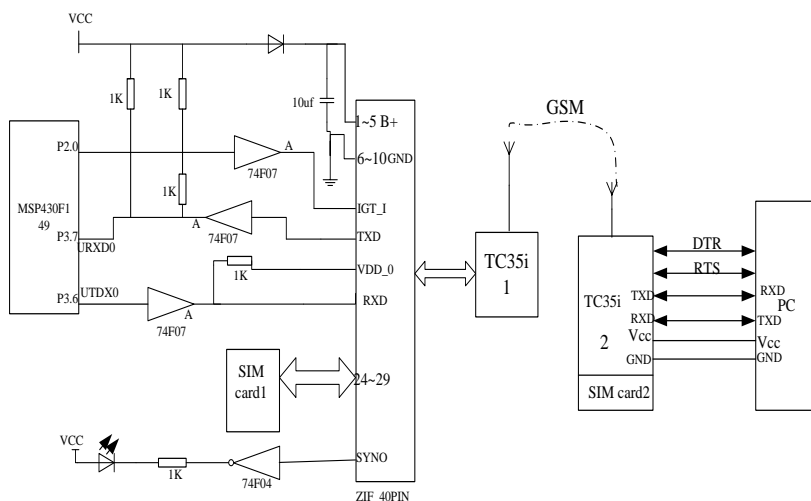 VCC
1K
1K
10uf
GSM
1~5 B+
P2.0
A
6~10GND
74F07
1K
MSP430F1
49
IGT_I
P3.7
A
TXD
URXD0
74F07
VDD_0
1K
P3.6
UTDX0
A
RXD
74F07
TC35i
1
DTR
RTS
TC35i
2
TXD
RXD
RXD
TXD
PC
Vcc
Vcc
GND
GND
SIM card2
SIM
card1
24~29
VCC
SYNO
1K
74F04
ZIF_40PIN